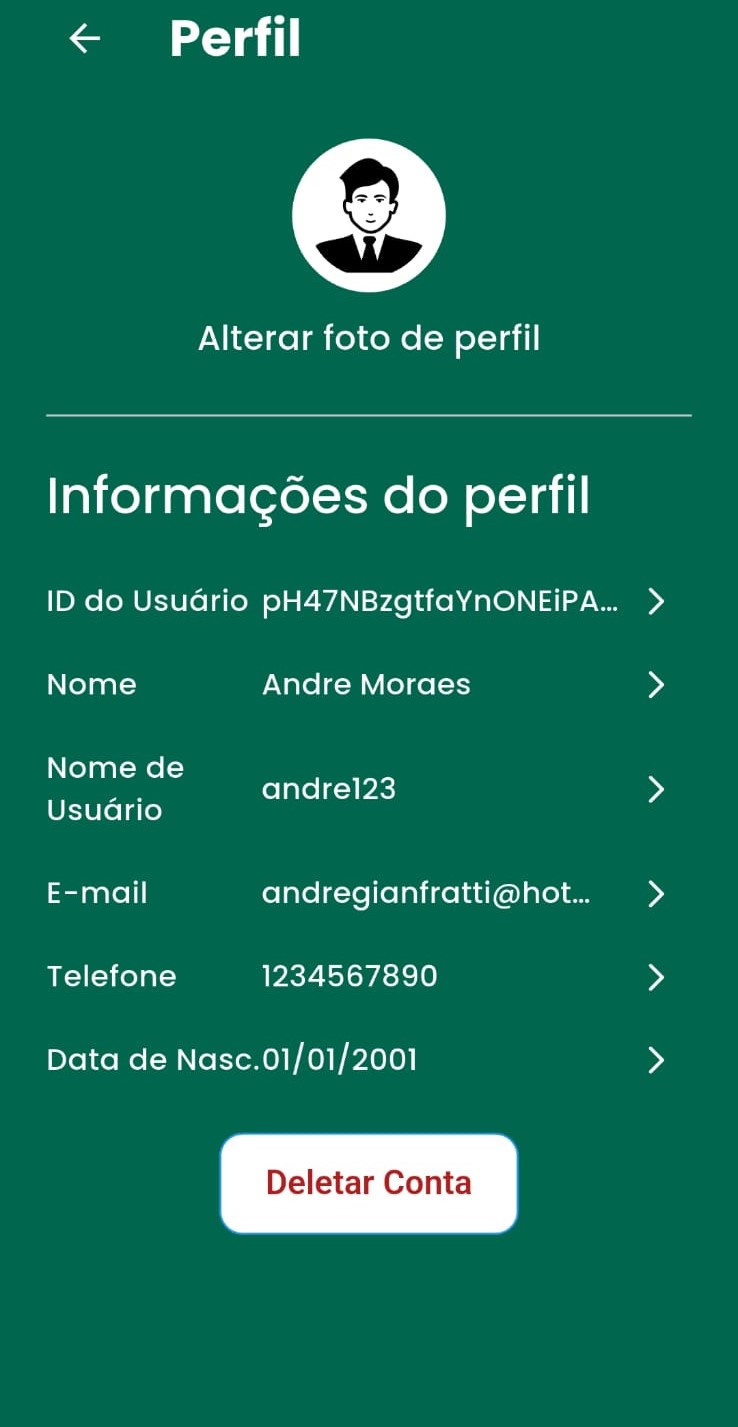 Perfil
Alterar foto de perfil
Informações do perfil
ID do Usuário pH47NBzgtfaYnONEiPA...
Nome Andre Moraes
Nome de
Usuário
andre123
E-mail andregianfratti@hot...
Telefone 1234567890
Data de Nasc. 01/01/2001
Deletar Conta